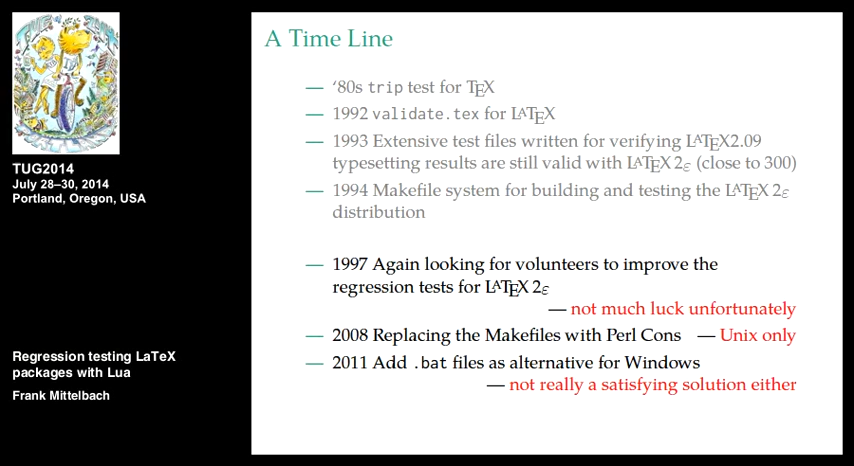 TUG2014
July 28–30, 2014
Portland, Oregon, USA
Regression testing LaTeX
packages with Lua
Frank Mittelbach
A Time Line
— ‘80s trip test for TEX
— 1992 validate.tex for LATEX
— 1993 Extensive test files written for verifying LATEX2.09
typesetting results are still valid with LATEX 2ε (close to 300)
— 1994 Makefile system for building and testing the LATEX 2ε
distribution
— 1997 Again looking for volunteers to improve the
regression tests for LATEX 2ε
— not much luck unfortunately
— 2008 Replacing the Makefiles with Perl Cons — Unix only
— 2011 Add .bat files as alternative for Windows
— not really a satisfying solution either